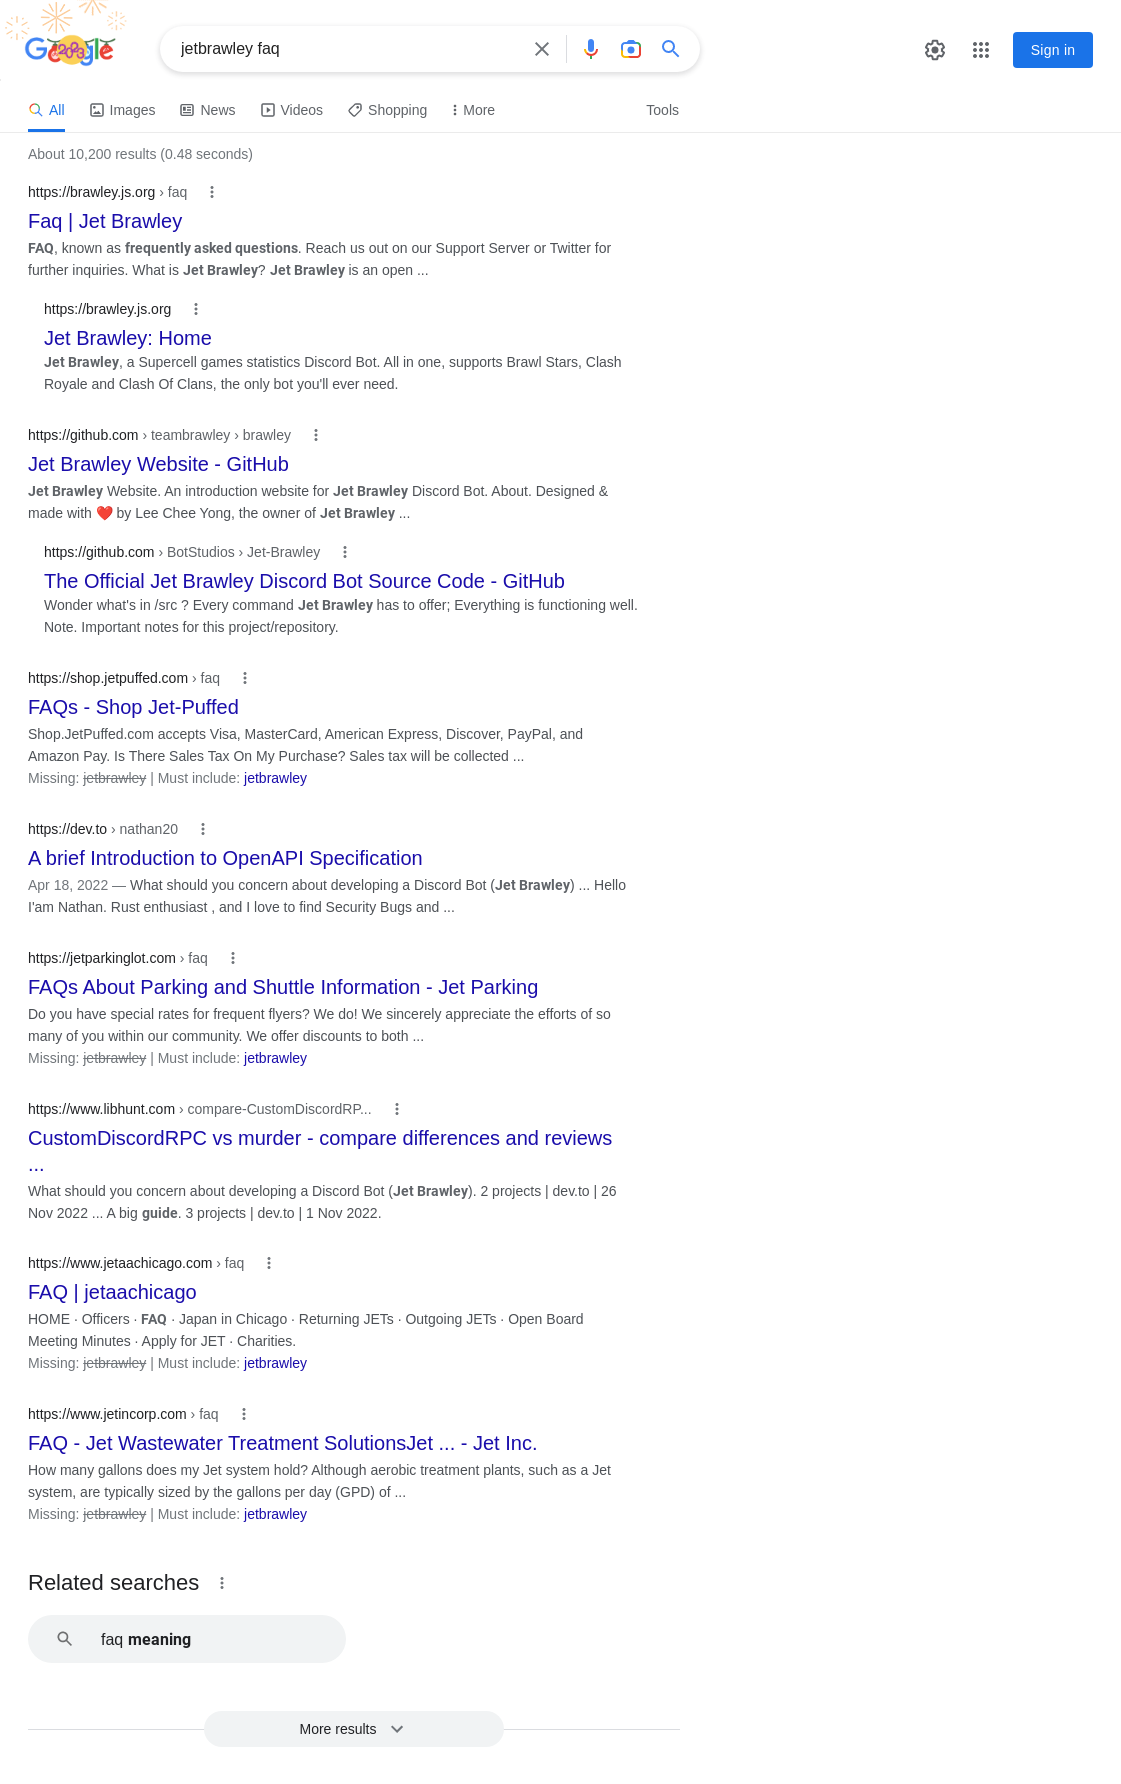 Google
jetbrawley faq
Sign in
All
Images
News
Videos
Shopping
More
Tools
About 10,200 results (0.48 seconds)
https://brawley.js.org › faq
Faq | Jet Brawley
FAQ, known as frequently asked questions. Reach us out on our Support Server or Twitter for
further inquiries. What is Jet Brawley? Jet Brawley is an open ...
https://brawley.js.org
Jet Brawley: Home
Jet Brawley, a Supercell games statistics Discord Bot. All in one, supports Brawl Stars, Clash
Royale and Clash Of Clans, the only bot you'll ever need.
https://github.com › teambrawley › brawley
Jet Brawley Website - GitHub
Jet Brawley Website. An introduction website for Jet Brawley Discord Bot. About. Designed &
made with ❤️ by Lee Chee Yong, the owner of Jet Brawley ...
https://github.com › BotStudios › Jet-Brawley
The Official Jet Brawley Discord Bot Source Code - GitHub
Wonder what's in /src ? Every command Jet Brawley has to offer; Everything is functioning well.
Note. Important notes for this project/repository.
https://shop.jetpuffed.com › faq
FAQs - Shop Jet-Puffed
Shop.JetPuffed.com accepts Visa, MasterCard, American Express, Discover, PayPal, and
Amazon Pay. Is There Sales Tax On My Purchase? Sales tax will be collected ...
Missing: jetbrawley | Must include: jetbrawley
https://dev.to › nathan20
A brief Introduction to OpenAPI Specification
Apr 18, 2022 — What should you concern about developing a Discord Bot (Jet Brawley) ... Hello
I'am Nathan. Rust enthusiast , and I love to find Security Bugs and ...
https://jetparkinglot.com › faq
FAQs About Parking and Shuttle Information - Jet Parking
Do you have special rates for frequent flyers? We do! We sincerely appreciate the efforts of so
many of you within our community. We offer discounts to both ...
Missing: jetbrawley | Must include: jetbrawley
https://www.libhunt.com › compare-CustomDiscordRP...
CustomDiscordRPC vs murder - compare differences and reviews
...
What should you concern about developing a Discord Bot (Jet Brawley). 2 projects | dev.to | 26
Nov 2022 ... A big guide. 3 projects | dev.to | 1 Nov 2022.
https://www.jetaachicago.com › faq
FAQ | jetaachicago
HOME · Officers · FAQ · Japan in Chicago · Returning JETs · Outgoing JETs · Open Board
Meeting Minutes · Apply for JET · Charities.
Missing: jetbrawley | Must include: jetbrawley
https://www.jetincorp.com › faq
FAQ - Jet Wastewater Treatment SolutionsJet ... - Jet Inc.
How many gallons does my Jet system hold? Although aerobic treatment plants, such as a Jet
system, are typically sized by the gallons per day (GPD) of ...
Missing: jetbrawley | Must include: jetbrawley
Related searches
faq meaning
More results